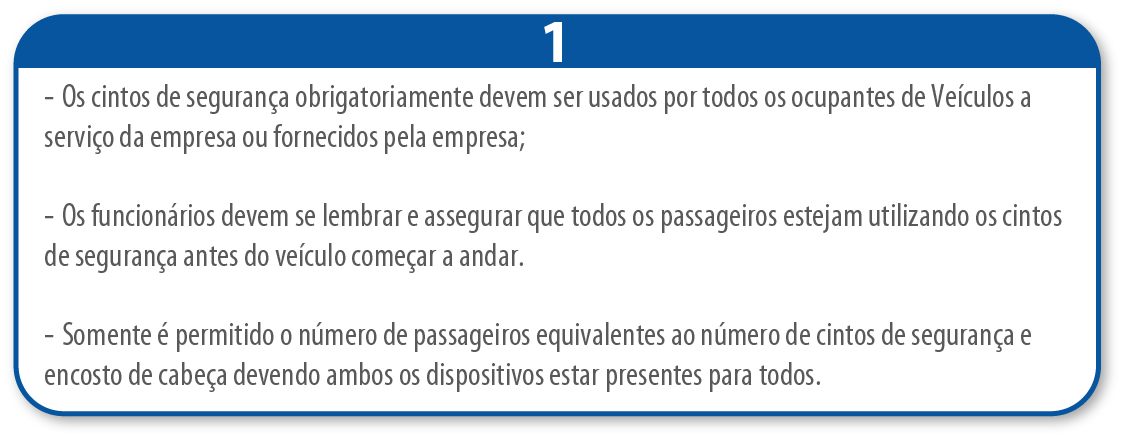 1
- Os cintos de segurança obrigatoriamente devem ser usados por todos os ocupantes de Veículos a
serviço da empresa ou fornecidos pela empresa;
- Os funcionários devem se lembrar e assegurar que todos os passageiros estejam utilizando os cintos
de segurança antes do veículo começar a andar.
- Somente é permitido o número de passageiros equivalentes ao número de cintos de segurança e
encosto de cabeça devendo ambos os dispositivos estar presentes para todos.